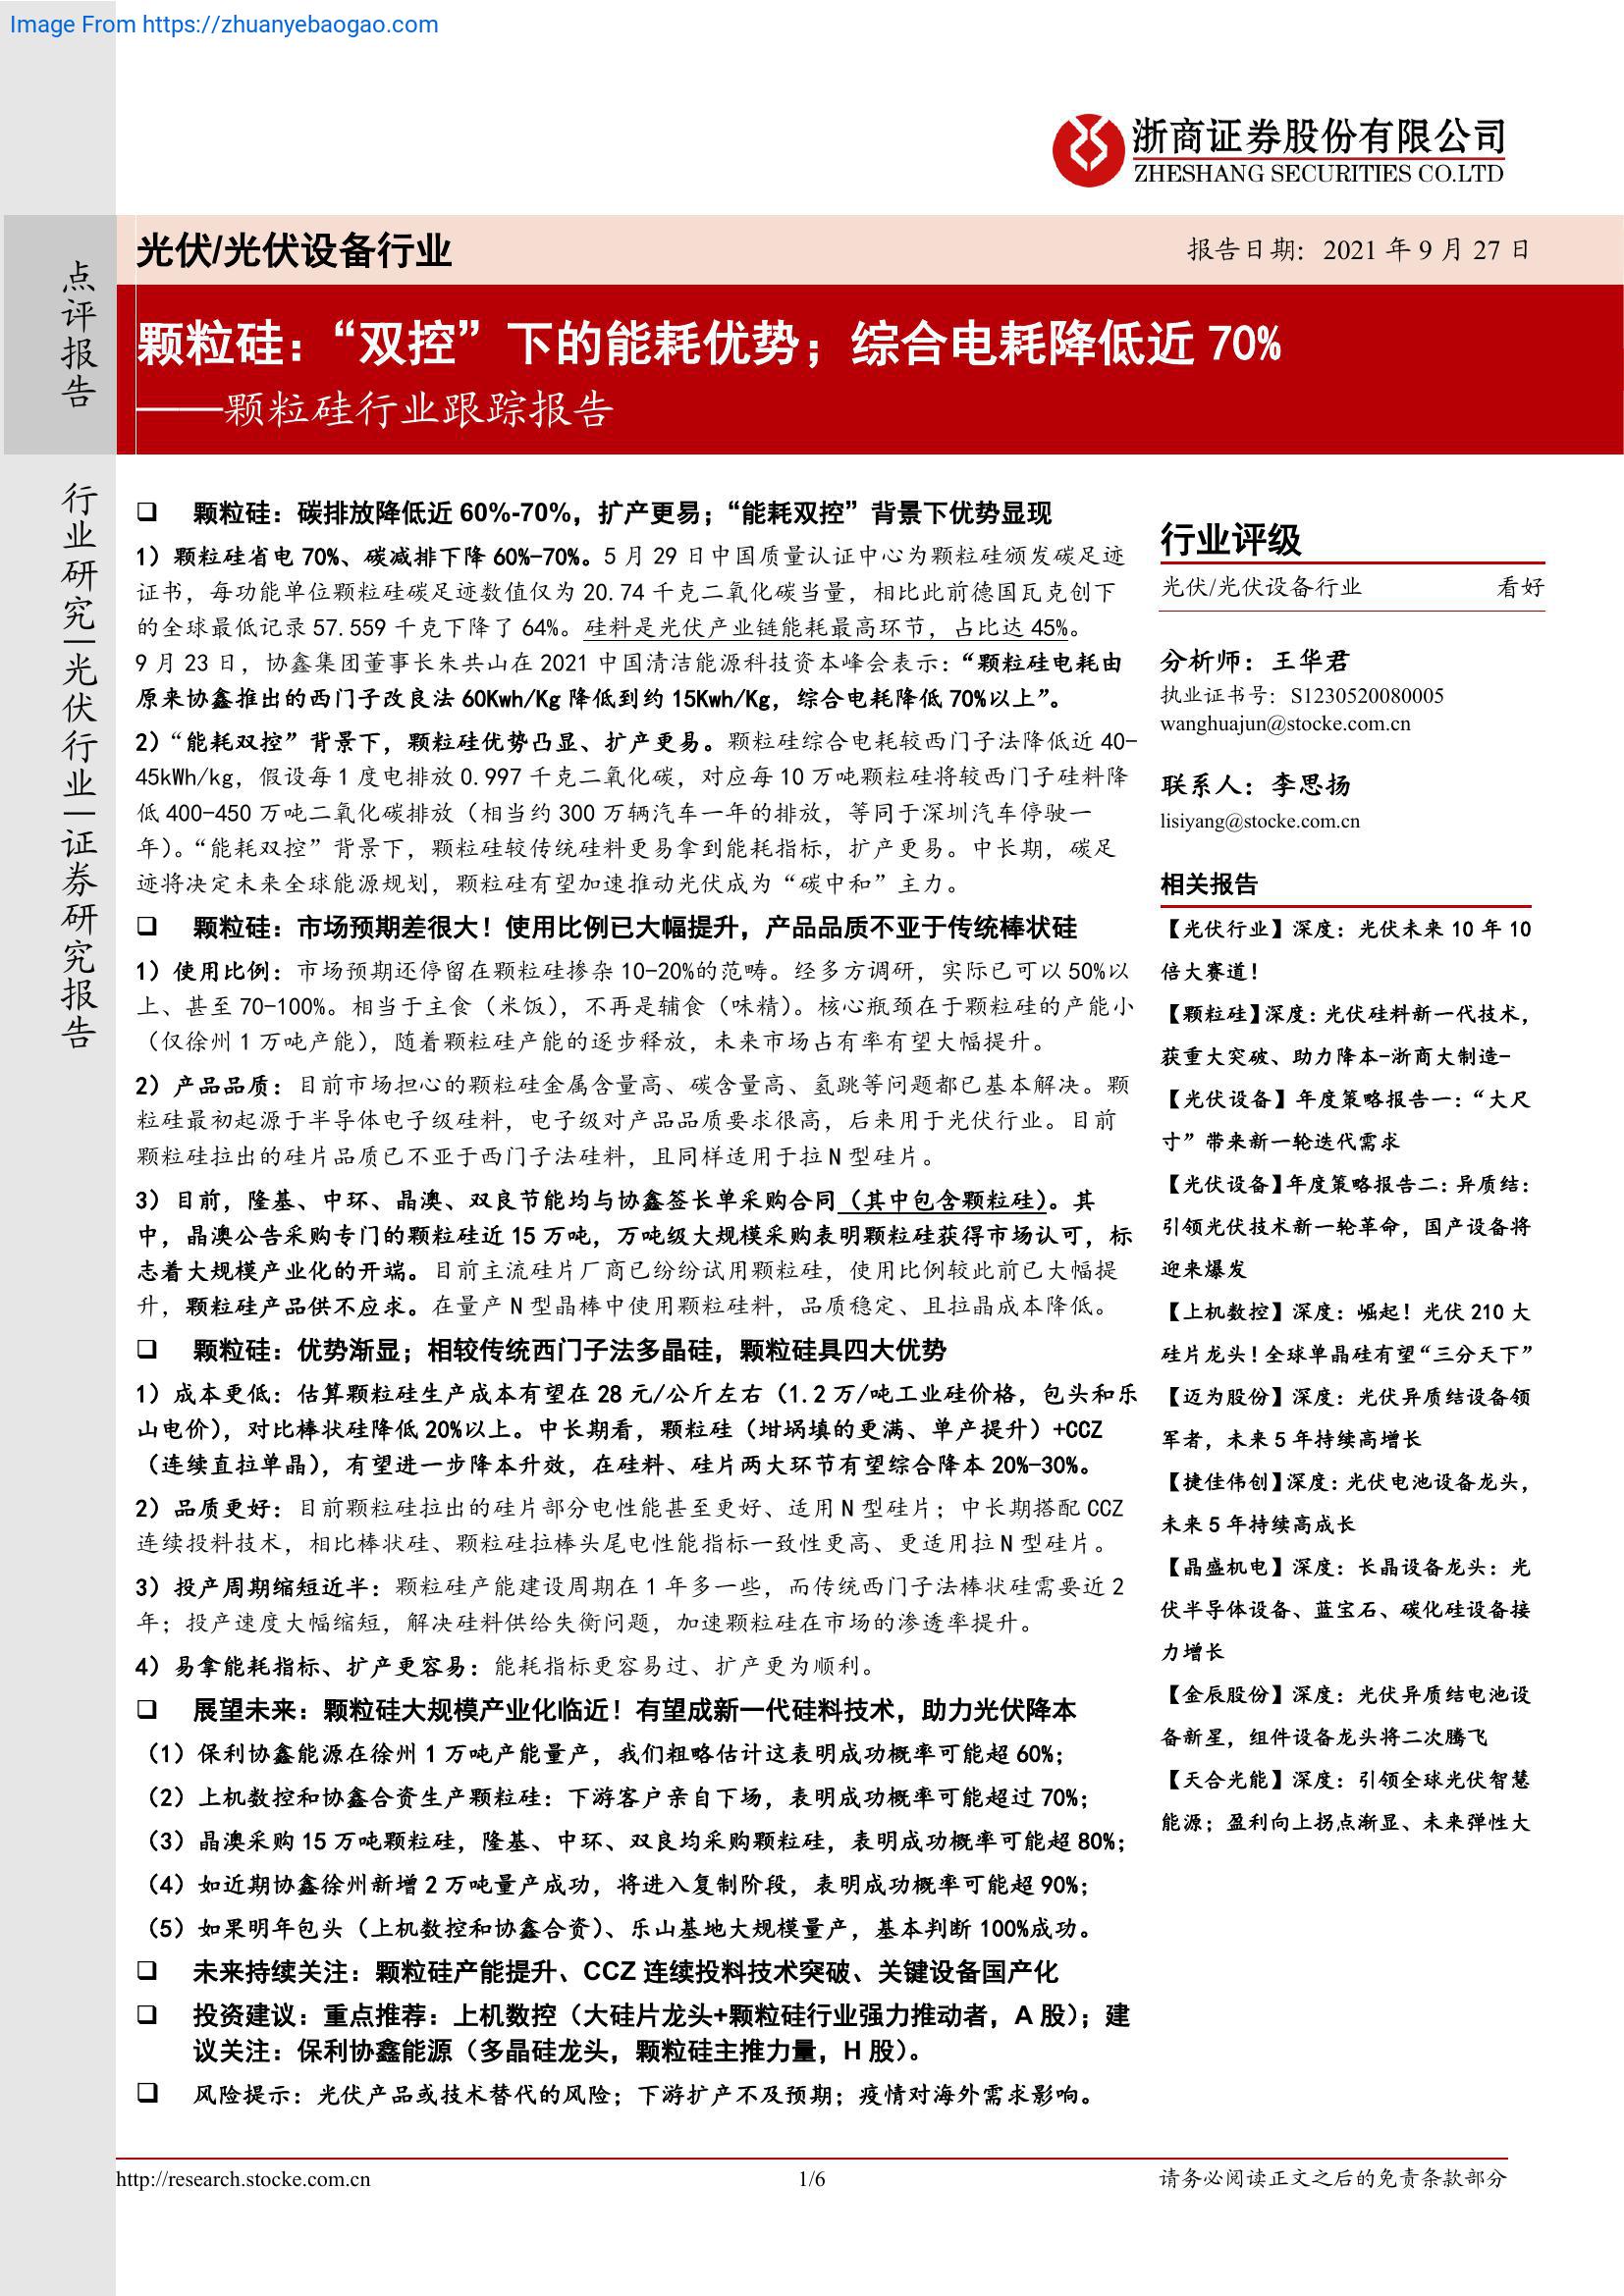 Image From https://zhuanyebaogao.com
浙商证券股份有限公司
ZHESHANG SECURITIES CO.LTD
点评报告
行业研究|光伏行业|证券研究报告
光伏/光伏设备行业
报告日期：2021 年 9 月 27 日
颗粒硅：“双控”下的能耗优势；综合电耗降低近 70%
——颗粒硅行业跟踪报告
❑ 颗粒硅：碳排放降低近 60%-70%，扩产更易；“能耗双控”背景下优势显现
1）颗粒硅省电 70%、碳减排下降 60%-70%。5 月 29 日中国质量认证中心为颗粒硅颁发碳足迹
证书，每功能单位颗粒硅碳足迹数值仅为 20.74 千克二氧化碳当量，相比此前德国瓦克创下
的全球最低记录 57.559 千克下降了 64%。硅料是光伏产业链能耗最高环节，占比达 45%。
9 月 23 日，协鑫集团董事长朱共山在 2021 中国清洁能源科技资本峰会表示：“颗粒硅电耗由
原来协鑫推出的西门子改良法 60Kwh/Kg 降低到约 15Kwh/Kg，综合电耗降低 70%以上”。
2）“能耗双控”背景下，颗粒硅优势凸显、扩产更易。颗粒硅综合电耗较西门子法降低近 40-
45kWh/kg，假设每 1 度电排放 0.997 千克二氧化碳，对应每 10 万吨颗粒硅将较西门子硅料降
低 400-450 万吨二氧化碳排放（相当约 300 万辆汽车一年的排放，等同于深圳汽车停驶一
年）。“能耗双控”背景下，颗粒硅较传统硅料更易拿到能耗指标，扩产更易。中长期，碳足
迹将决定未来全球能源规划，颗粒硅有望加速推动光伏成为“碳中和”主力。
❑ 颗粒硅：市场预期差很大！使用比例已大幅提升，产品品质不亚于传统棒状硅
1）使用比例：市场预期还停留在颗粒硅掺杂 10-20%的范畴。经多方调研，实际已可以 50%以
上、甚至 70-100%。相当于主食（米饭），不再是辅食（味精）。核心瓶颈在于颗粒硅的产能小
（仅徐州 1 万吨产能），随着颗粒硅产能的逐步释放，未来市场占有率有望大幅提升。
2）产品品质：目前市场担心的颗粒硅金属含量高、碳含量高、氢跳等问题都已基本解决。颗
粒硅最初起源于半导体电子级硅料，电子级对产品品质要求很高，后来用于光伏行业。目前
颗粒硅拉出的硅片品质已不亚于西门子法硅料，且同样适用于拉 N 型硅片。
3）目前，隆基、中环、晶澳、双良节能均与协鑫签长单采购合同（其中包含颗粒硅）。其
中，晶澳公告采购专门的颗粒硅近 15 万吨，万吨级大规模采购表明颗粒硅获得市场认可，标
志着大规模产业化的开端。目前主流硅片厂商已纷纷试用颗粒硅，使用比例较此前已大幅提
升，颗粒硅产品供不应求。在量产 N 型晶棒中使用颗粒硅料，品质稳定、且拉晶成本降低。
❑ 颗粒硅：优势渐显；相较传统西门子法多晶硅，颗粒硅具四大优势
1）成本更低：估算颗粒硅生产成本有望在 28 元/公斤左右（1.2 万/吨工业硅价格，包头和乐
山电价），对比棒状硅降低 20%以上。中长期看，颗粒硅（坩埚填的更满、单产提升）+CCZ
（连续直拉单晶），有望进一步降本升效，在硅料、硅片两大环节有望综合降本 20%-30%。
2）品质更好：目前颗粒硅拉出的硅片部分电性能甚至更好、适用 N 型硅片；中长期搭配 CCZ
连续投料技术，相比棒状硅、颗粒硅拉棒头尾电性能指标一致性更高、更适用拉 N 型硅片。
3）投产周期缩短近半：颗粒硅产能建设周期在 1 年多一些，而传统西门子法棒状硅需要近 2
年；投产速度大幅缩短，解决硅料供给失衡问题，加速颗粒硅在市场的渗透率提升。
4）易拿能耗指标、扩产更容易：能耗指标更容易过、扩产更为顺利。
❑ 展望未来：颗粒硅大规模产业化临近！有望成新一代硅料技术，助力光伏降本
（1）保利协鑫能源在徐州 1 万吨产能量产，我们粗略估计这表明成功概率可能超 60%；
（2）上机数控和协鑫合资生产颗粒硅：下游客户亲自下场，表明成功概率可能超过 70%；
（3）晶澳采购 15 万吨颗粒硅，隆基、中环、双良均采购颗粒硅，表明成功概率可能超 80%；
（4）如近期协鑫徐州新增 2 万吨量产成功，将进入复制阶段，表明成功概率可能超 90%；
（5）如果明年包头（上机数控和协鑫合资）、乐山基地大规模量产，基本判断 100%成功。
❑ 未来持续关注：颗粒硅产能提升、CCZ 连续投料技术突破、关键设备国产化
❑ 投资建议：重点推荐：上机数控（大硅片龙头+颗粒硅行业强力推动者，A 股）；建
议关注：保利协鑫能源（多晶硅龙头，颗粒硅主推力量，H 股）。
❑ 风险提示：光伏产品或技术替代的风险；下游扩产不及预期；疫情对海外需求影响。
行业评级
光伏/光伏设备行业 看好
分析师：王华君
执业证书号：S1230520080005
wanghuajun@stocke.com.cn
联系人：李思扬
lisiyang@stocke.com.cn
相关报告
【光伏行业】深度：光伏未来 10 年 10
倍大赛道！
【颗粒硅】深度：光伏硅料新一代技术，
获重大突破、助力降本-浙商大制造-
【光伏设备】年度策略报告一：“大尺
寸”带来新一轮迭代需求
【光伏设备】年度策略报告二：异质结：
引领光伏技术新一轮革命，国产设备将
迎来爆发
【上机数控】深度：崛起！光伏 210 大
硅片龙头！全球单晶硅有望“三分天下”
【迈为股份】深度：光伏异质结设备领
军者，未来 5 年持续高增长
【捷佳伟创】深度：光伏电池设备龙头，
未来 5 年持续高成长
【晶盛机电】深度：长晶设备龙头：光
伏半导体设备、蓝宝石、碳化硅设备接
力增长
【金辰股份】深度：光伏异质结电池设
备新星，组件设备龙头将二次腾飞
【天合光能】深度：引领全球光伏智慧
能源；盈利向上拐点渐显、未来弹性大
http://research.stocke.com.cn
1/6
请务必阅读正文之后的免责条款部分